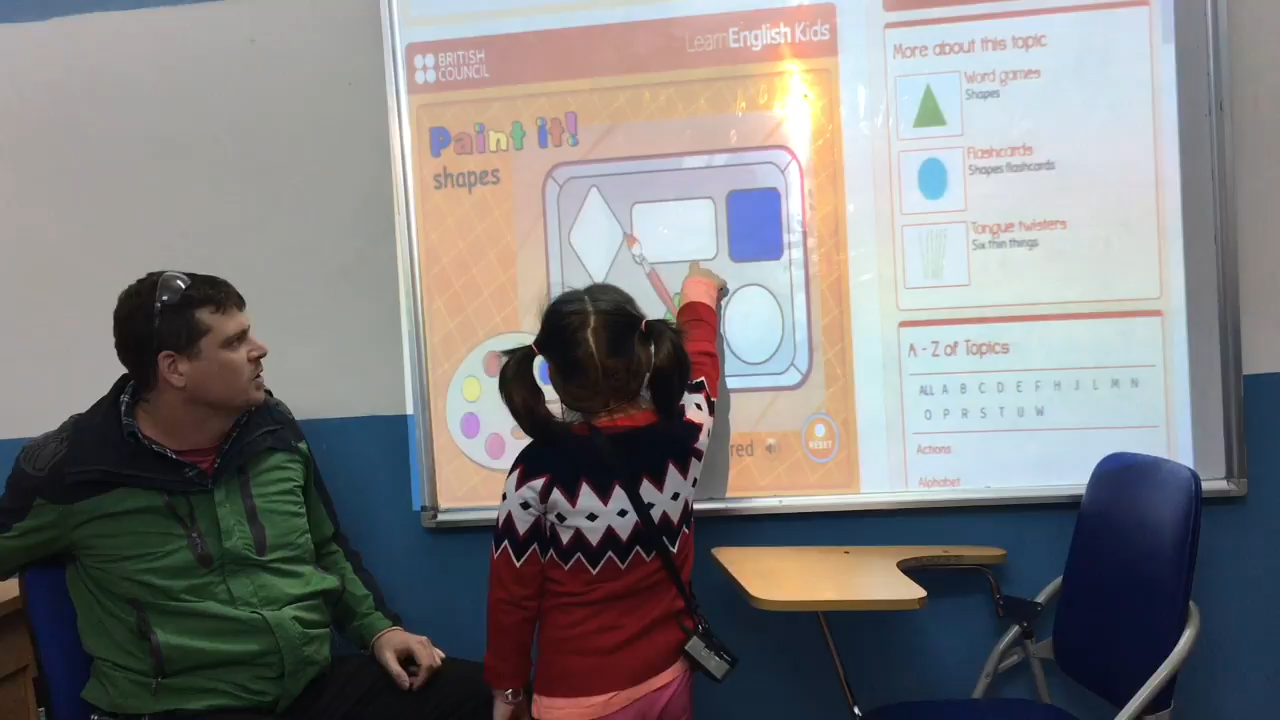 BRITISH
COUNCIL
LearnEnglish Kids
Paint it!
shapes
red
RESET
More about this topic
Word games
Shapes
Flashcards
Shapes flashcards
Tongue twisters
Six thin things
A - Z of Topics
ALL A B C D E F H J L M N
O P R S T U W
Actions
Alphabet